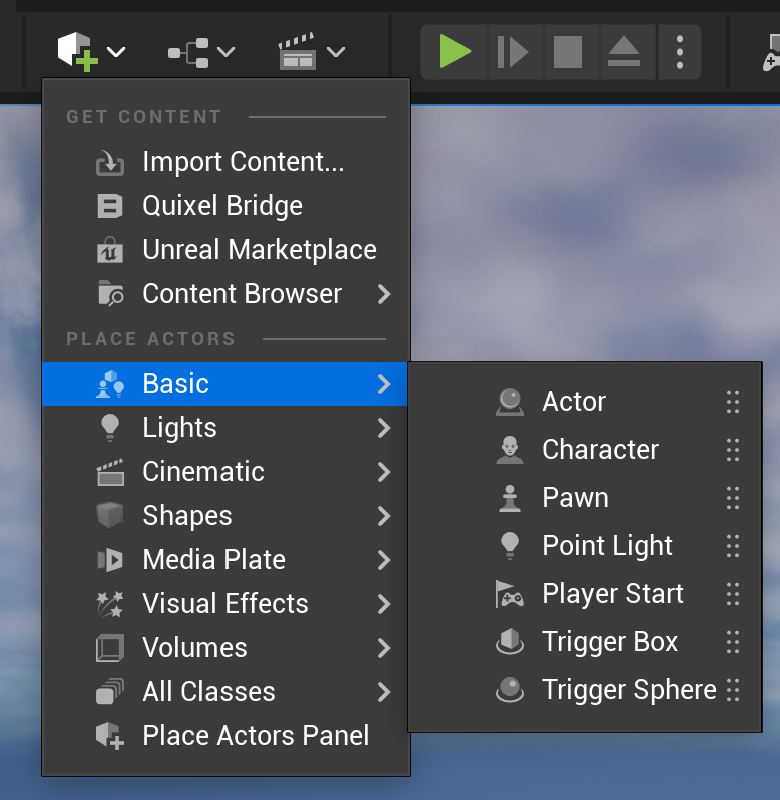 GET CONTENT
Import Content...
Quixel Bridge
Unreal Marketplace
Content Browser
PLACE ACTORS
Basic
Lights
Cinematic
Shapes
Media Plate
Visual Effects
Volumes
All Classes
Place Actors Panel
Actor
Character
Pawn
Point Light
Player Start
Trigger Box
Trigger Sphere